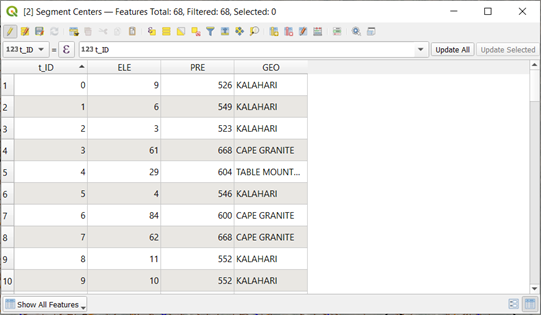 [2] Segment Centers — Features Total: 68, Filtered: 68, Selected: 0
123 t_ID = ε 123 t_ID Update All Update Selected
t_ID ELE PRE GEO
1 0 9 526 KALAHARI
2 1 6 549 KALAHARI
3 2 3 523 KALAHARI
4 3 61 668 CAPE GRANITE
5 4 29 604 TABLE MOUNT...
6 5 4 546 KALAHARI
7 6 84 600 CAPE GRANITE
8 7 62 668 CAPE GRANITE
9 8 11 552 KALAHARI
10 9 10 552 KALAHARI
Show All Features